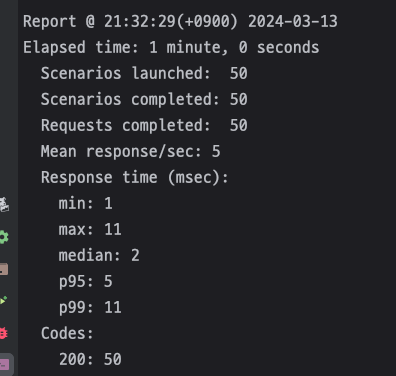 Report @ 21:32:29(+0900) 2024-03-13
Elapsed time: 1 minute, 0 seconds
Scenarios launched:  50
Scenarios completed: 50
Requests completed:  50
Mean response/sec: 5
Response time (msec):
min: 1
max: 11
median: 2
p95: 5
p99: 11
Codes:
200: 50